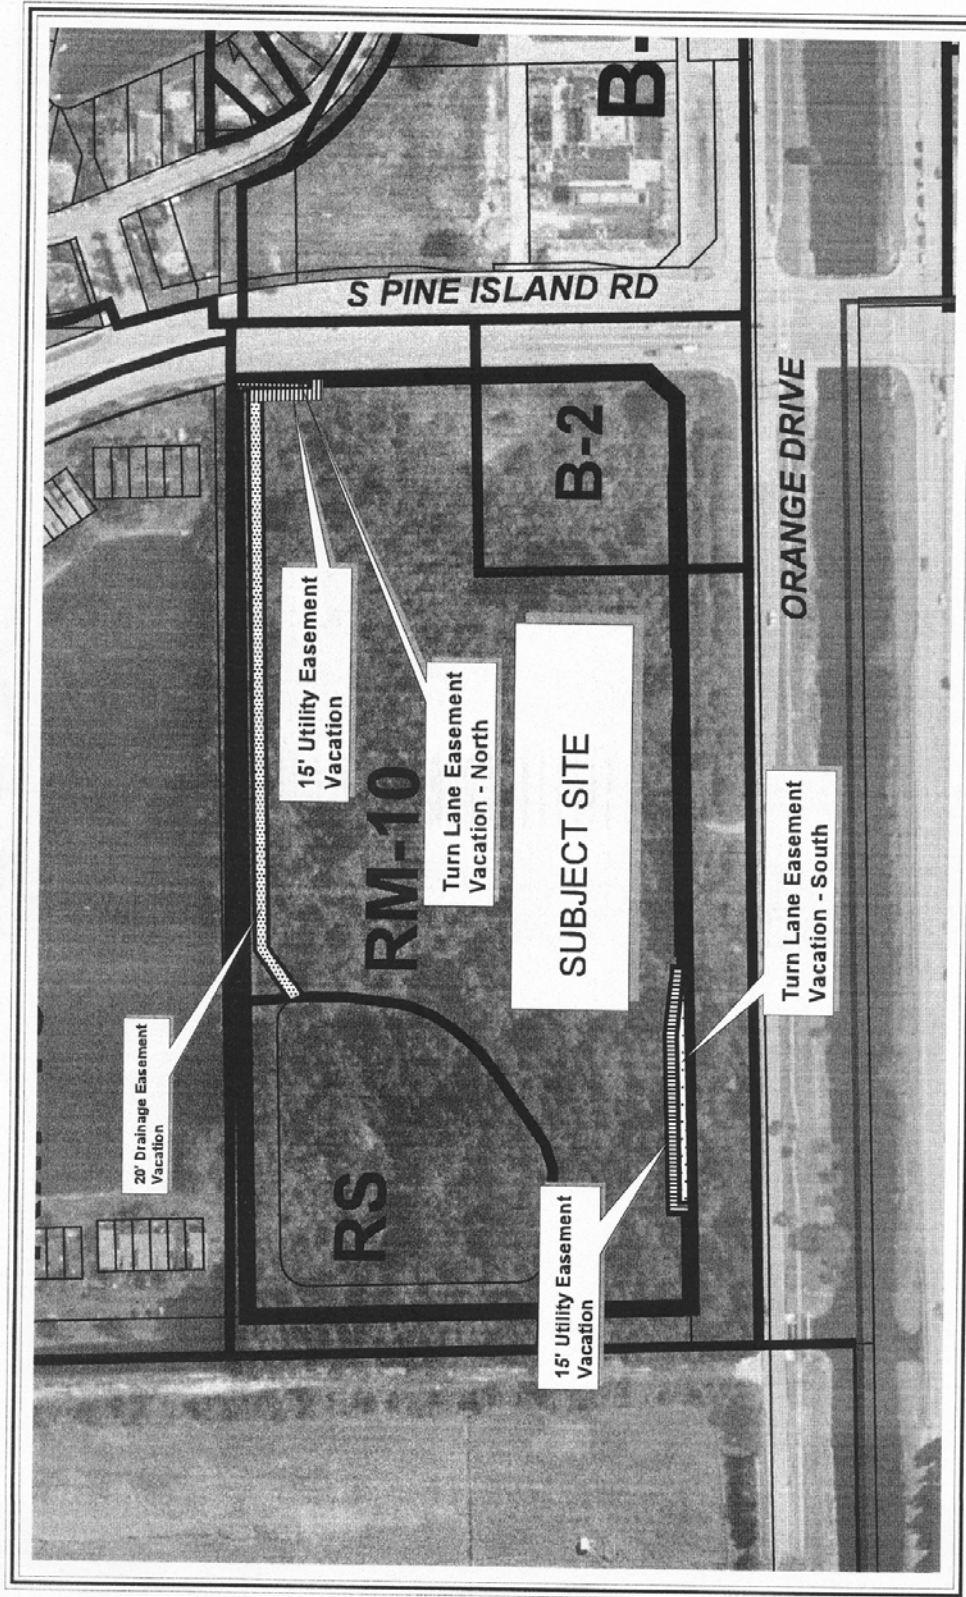 20' Drainage Easement
Vacation
15' Utility Easement
Vacation
Turn Lane Easement
Vacation - North
RM-10
RS
SUBJECT SITE
B-2
B-
S PINE ISLAND RD
ORANGE DRIVE
15' Utility Easement
Vacation
Turn Lane Easement
Vacation - South